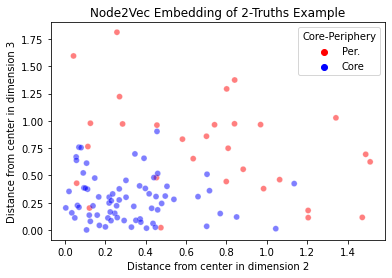 Node2Vec Embedding of 2-Truths Example
Core-Periphery
Per.
Core
Distance from center in dimension 3
1.75
1.50
1.25
1.00
0.75
0.50
0.25
0.00
0.0 0.2 0.4 0.6 0.8 1.0 1.2 1.4
Distance from center in dimension 2